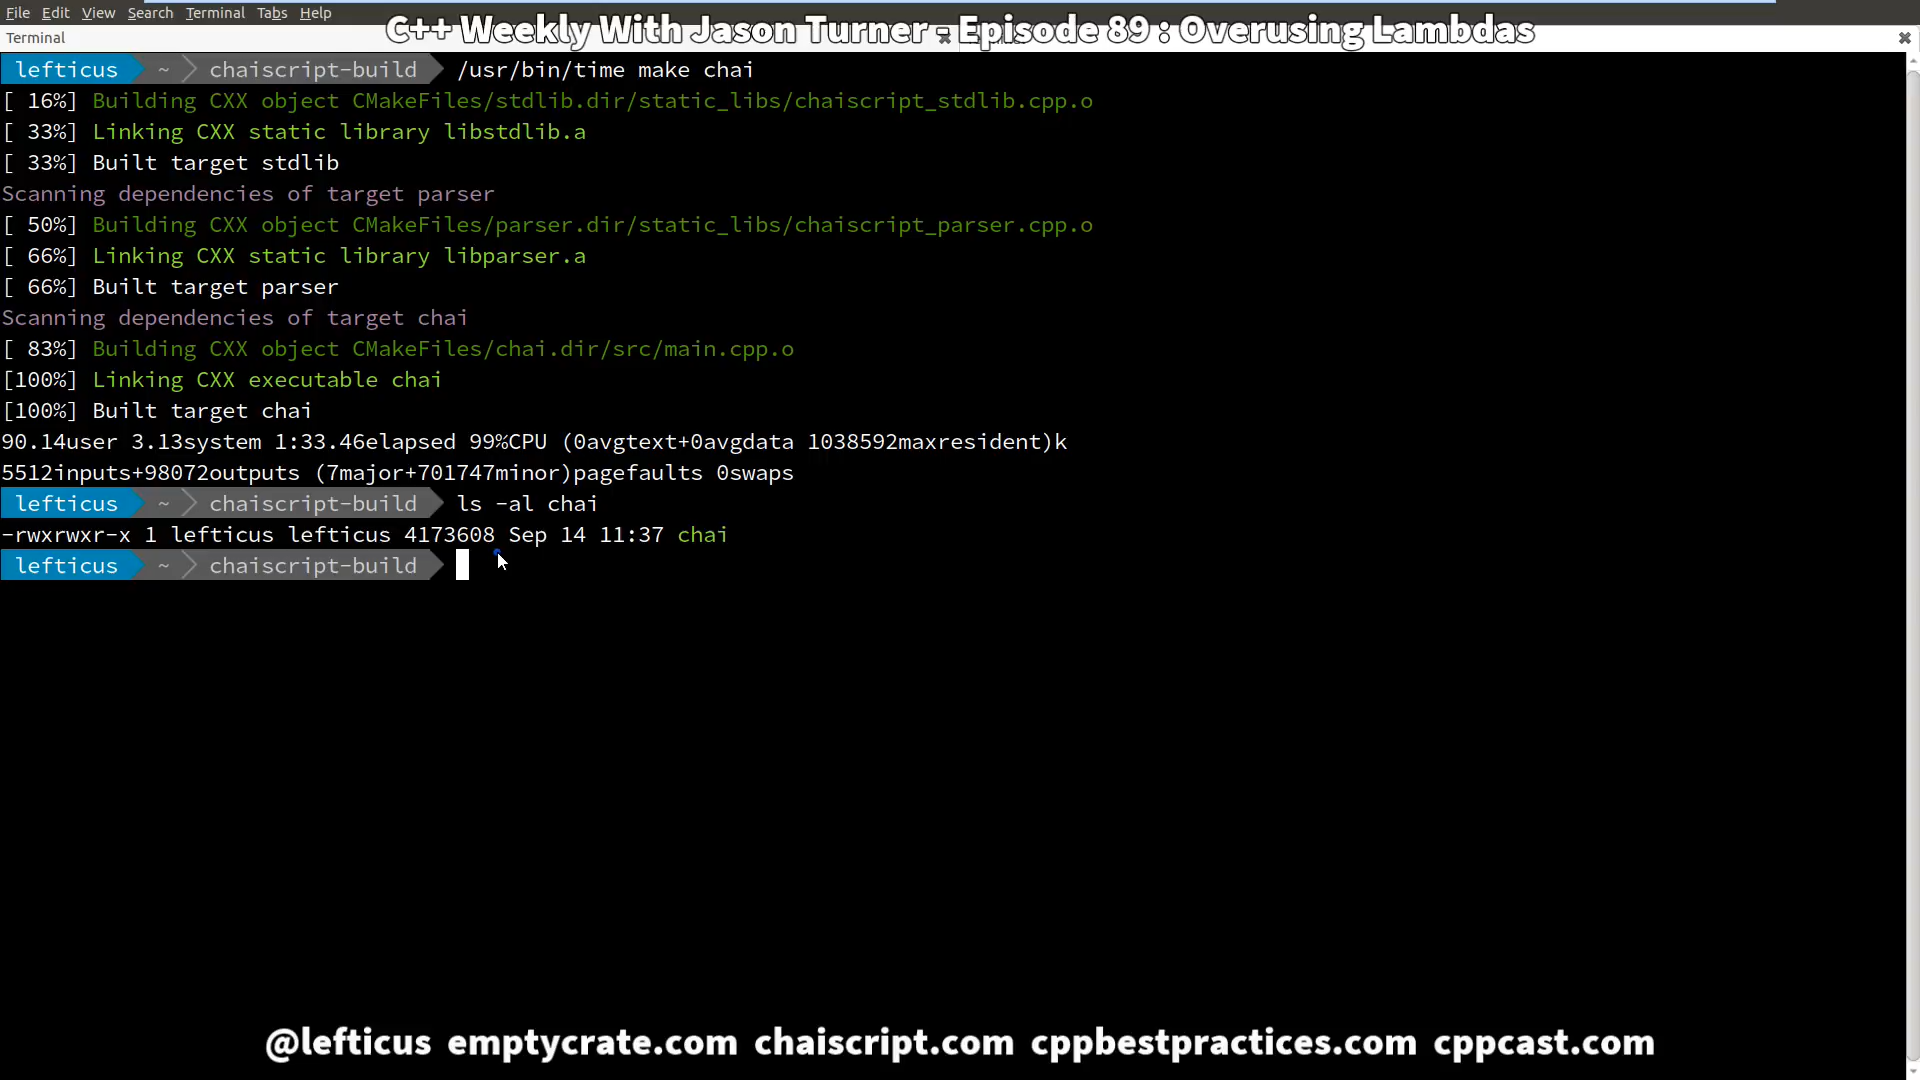 File Edit View Search Terminal Tabs Help
C++ Weekly With Jason Turner - Episode 89 : Overusing Lambdas
Terminal
lefticus ~ chaiscript-build /usr/bin/time make chai
[ 16%] Building CXX object CMakeFiles/stdlib.dir/static_libs/chaiscript_stdlib.cpp.o
[ 33%] Linking CXX static library libstdlib.a
[ 33%] Built target stdlib
Scanning dependencies of target parser
[ 50%] Building CXX object CMakeFiles/parser.dir/static_libs/chaiscript_parser.cpp.o
[ 66%] Linking CXX static library libparser.a
[ 66%] Built target parser
Scanning dependencies of target chai
[ 83%] Building CXX object CMakeFiles/chai.dir/src/main.cpp.o
[100%] Linking CXX executable chai
[100%] Built target chai
90.14user 3.13system 1:33.46elapsed 99%CPU (0avgtext+0avgdata 1038592maxresident)k
5512inputs+98072outputs (7major+701747minor)pagefaults 0swaps
lefticus ~ chaiscript-build ls -al chai
-rwxrwxr-x 1 lefticus lefticus 4173608 Sep 14 11:37 chai
lefticus ~ chaiscript-build
@lefticus emptycrate.com chaiscript.com cppbestpractices.com cppcast.com